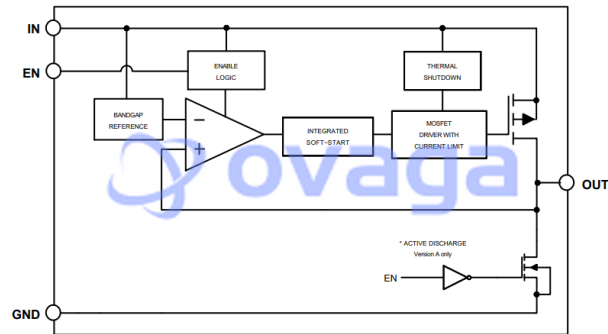 IN
EN
ENABLE
LOGIC
THERMAL
SHUTDOWN
BANDGAP
REFERENCE
INTEGRATED
SOFT-START
MOSFET
DRIVER WITH
CURRENT LIMIT
ovaga
OUT
* ACTIVE DISCHARGE
Version A only
EN
GND